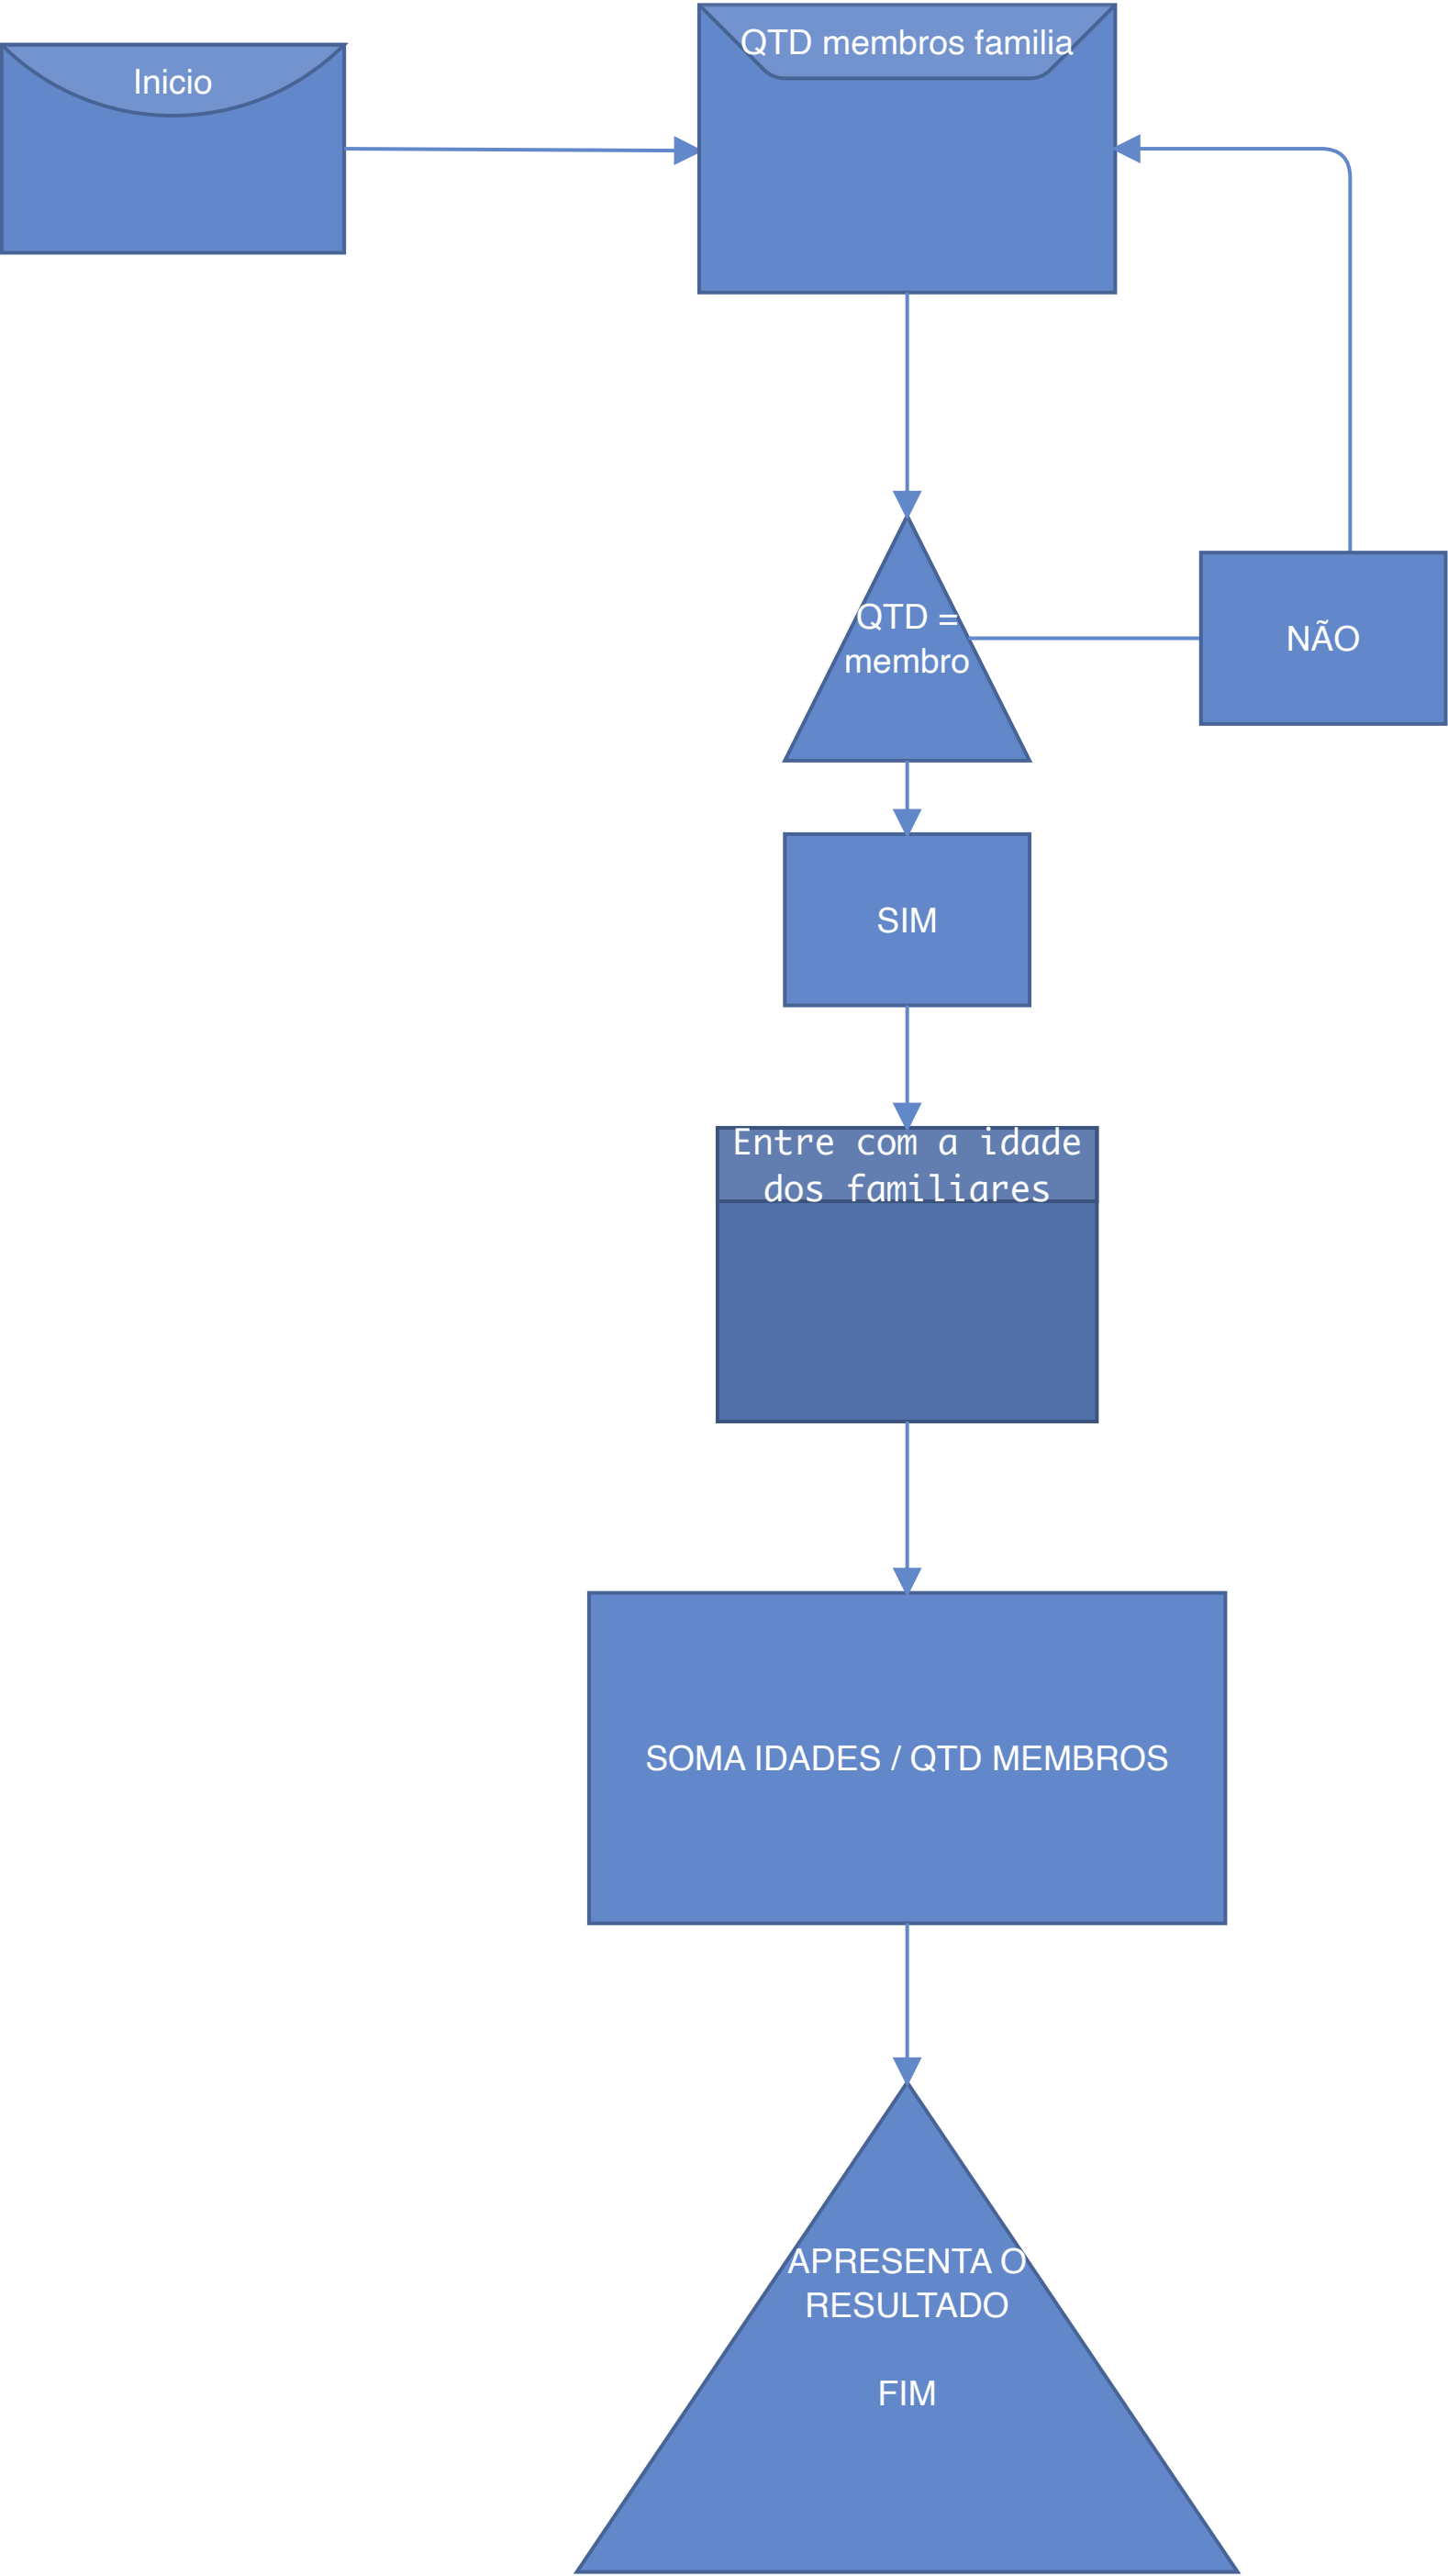 Inicio
QTD membros familia
QTD =
membro
NÃO
SIM
Entre com a idade
dos familiares
SOMA IDADES / QTD MEMBROS
APRESENTA O
RESULTADO
FIM